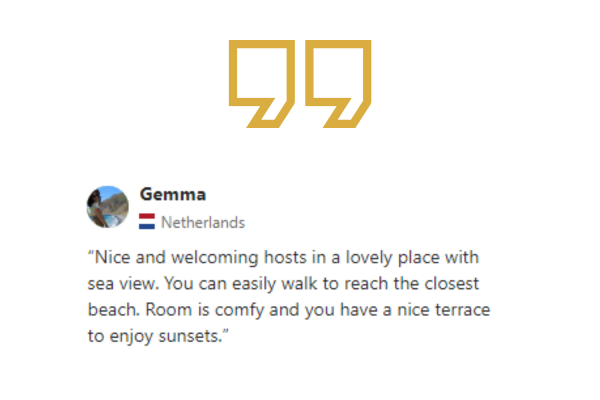 Gemma
Netherlands
“Nice and welcoming hosts in a lovely place with
sea view. You can easily walk to reach the closest
beach. Room is comfy and you have a nice terrace
to enjoy sunsets.”